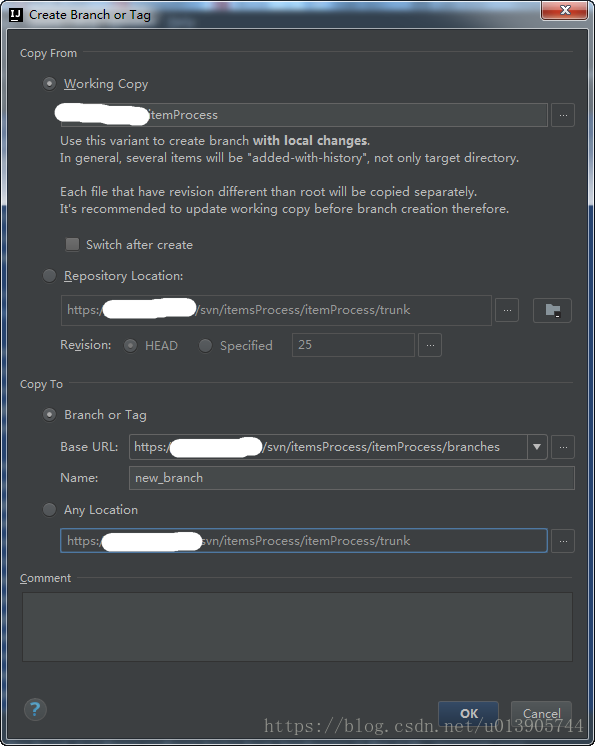 Create Branch or Tag
Copy From
Working Copy
itemProcess
...
Use this variant to create branch with local changes.
In general, several items will be "added-with-history", not only target directory.
Each file that have revision different than root will be copied separately.
It's recommended to update working copy before branch creation therefore.
Switch after create
Repository Location:
https:/ /svn/itemsProcess/itemProcess/trunk ...
Revision: HEAD Specified 25 ...
Copy To
Branch or Tag
Base URL: https:/ /svn/itemsProcess/itemProcess/branches ...
Name: new_branch
Any Location
https:/ svn/itemsProcess/itemProcess/trunk ...
Comment
? OK Cancel
https://blog.csdn.net/u013905744